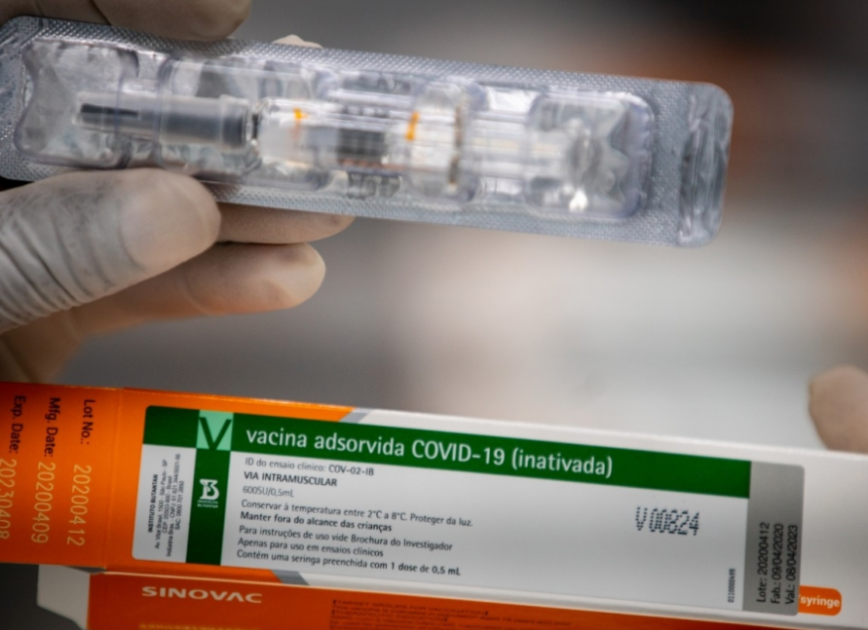 Lot No.: 20200412
Mfg. Date: 20200409
Exp. Date: 20230408
V
vacina adsorvida COVID-19 (inativada)
ID do ensaio clínico: COV-02-IB
VIA INTRAMUSCULAR
600SU/0,5mL
Conservar à temperatura entre 2°C a 8°C. Proteger da luz.
Manter fora do alcance das crianças
Para instruções de uso vide Brochura do Investigador
Apenas para uso em ensaios clínicos
Contém uma seringa preenchida com 1 dose de 0,5 mL
INSTITUTO BUTANTAN
V00824
Lote: 20200412
Fab.: 09/04/2020
Val.: 08/04/2023
syringe
SINOVAC